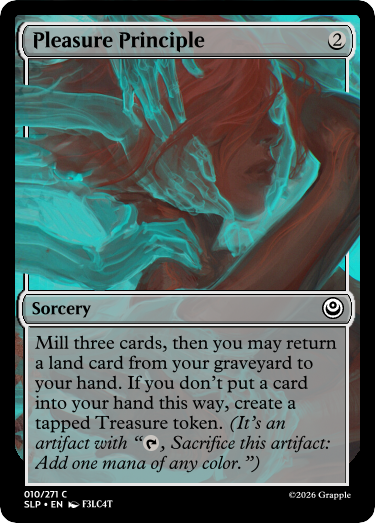 Pleasure Principle 2
Sorcery
Mill three cards, then you may return
a land card from your graveyard to
your hand. If you don't put a card
into your hand this way, create a
tapped Treasure token. (It's an
artifact with “, Sacrifice this artifact:
Add one mana of any color.”)
010/271 C
SLP • EN F3LC4T
©2026 Grapple